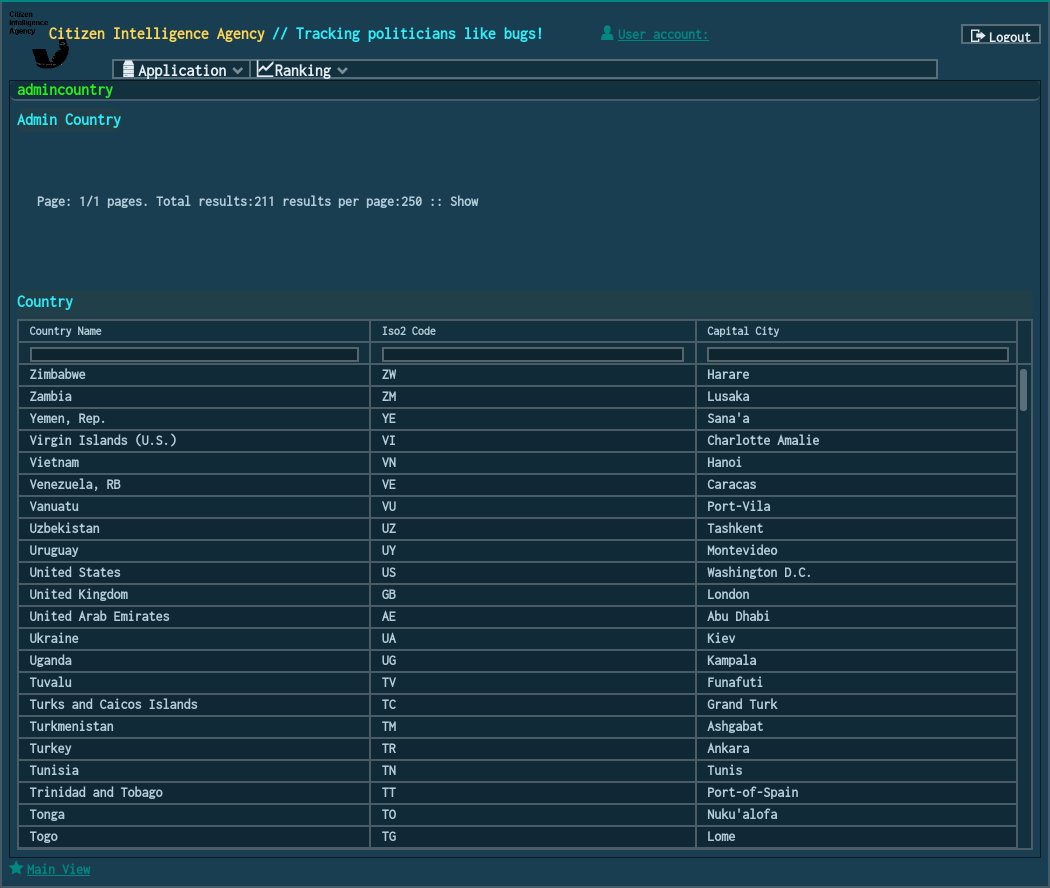 Citizen
Intelligence
Agency
Citizen Intelligence Agency // Tracking politicians like bugs!
User account:
Logout
Application
Ranking
admincountry
Admin Country
Page: 1/1 pages. Total results:211 results per page:250 :: Show
Country
Country Name Iso2 Code Capital City
Zimbabwe ZW Harare
Zambia ZM Lusaka
Yemen, Rep. YE Sana'a
Virgin Islands (U.S.) VI Charlotte Amalie
Vietnam VN Hanoi
Venezuela, RB VE Caracas
Vanuatu VU Port-Vila
Uzbekistan UZ Tashkent
Uruguay UY Montevideo
United States US Washington D.C.
United Kingdom GB London
United Arab Emirates AE Abu Dhabi
Ukraine UA Kiev
Uganda UG Kampala
Tuvalu TV Funafuti
Turks and Caicos Islands TC Grand Turk
Turkmenistan TM Ashgabat
Turkey TR Ankara
Tunisia TN Tunis
Trinidad and Tobago TT Port-of-Spain
Tonga TO Nuku'alofa
Togo TG Lome
Main View